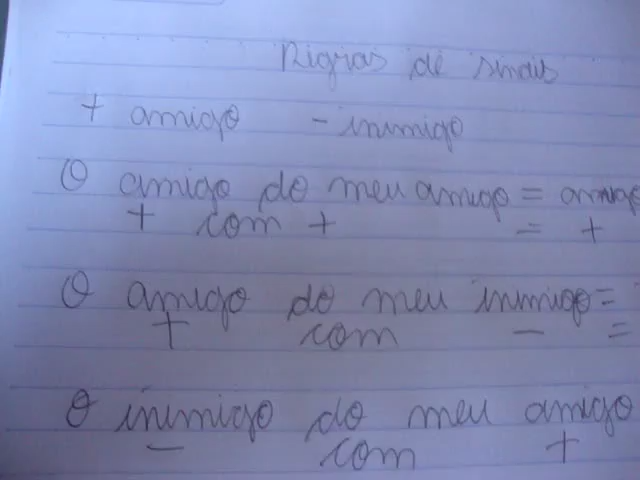 Regras de sinais
+ amigo - inimigo
O amigo do meu amigo = amigo
+ com + = +
O amigo do meu inimigo =
+ com - =
O inimigo do meu amigo
- com +